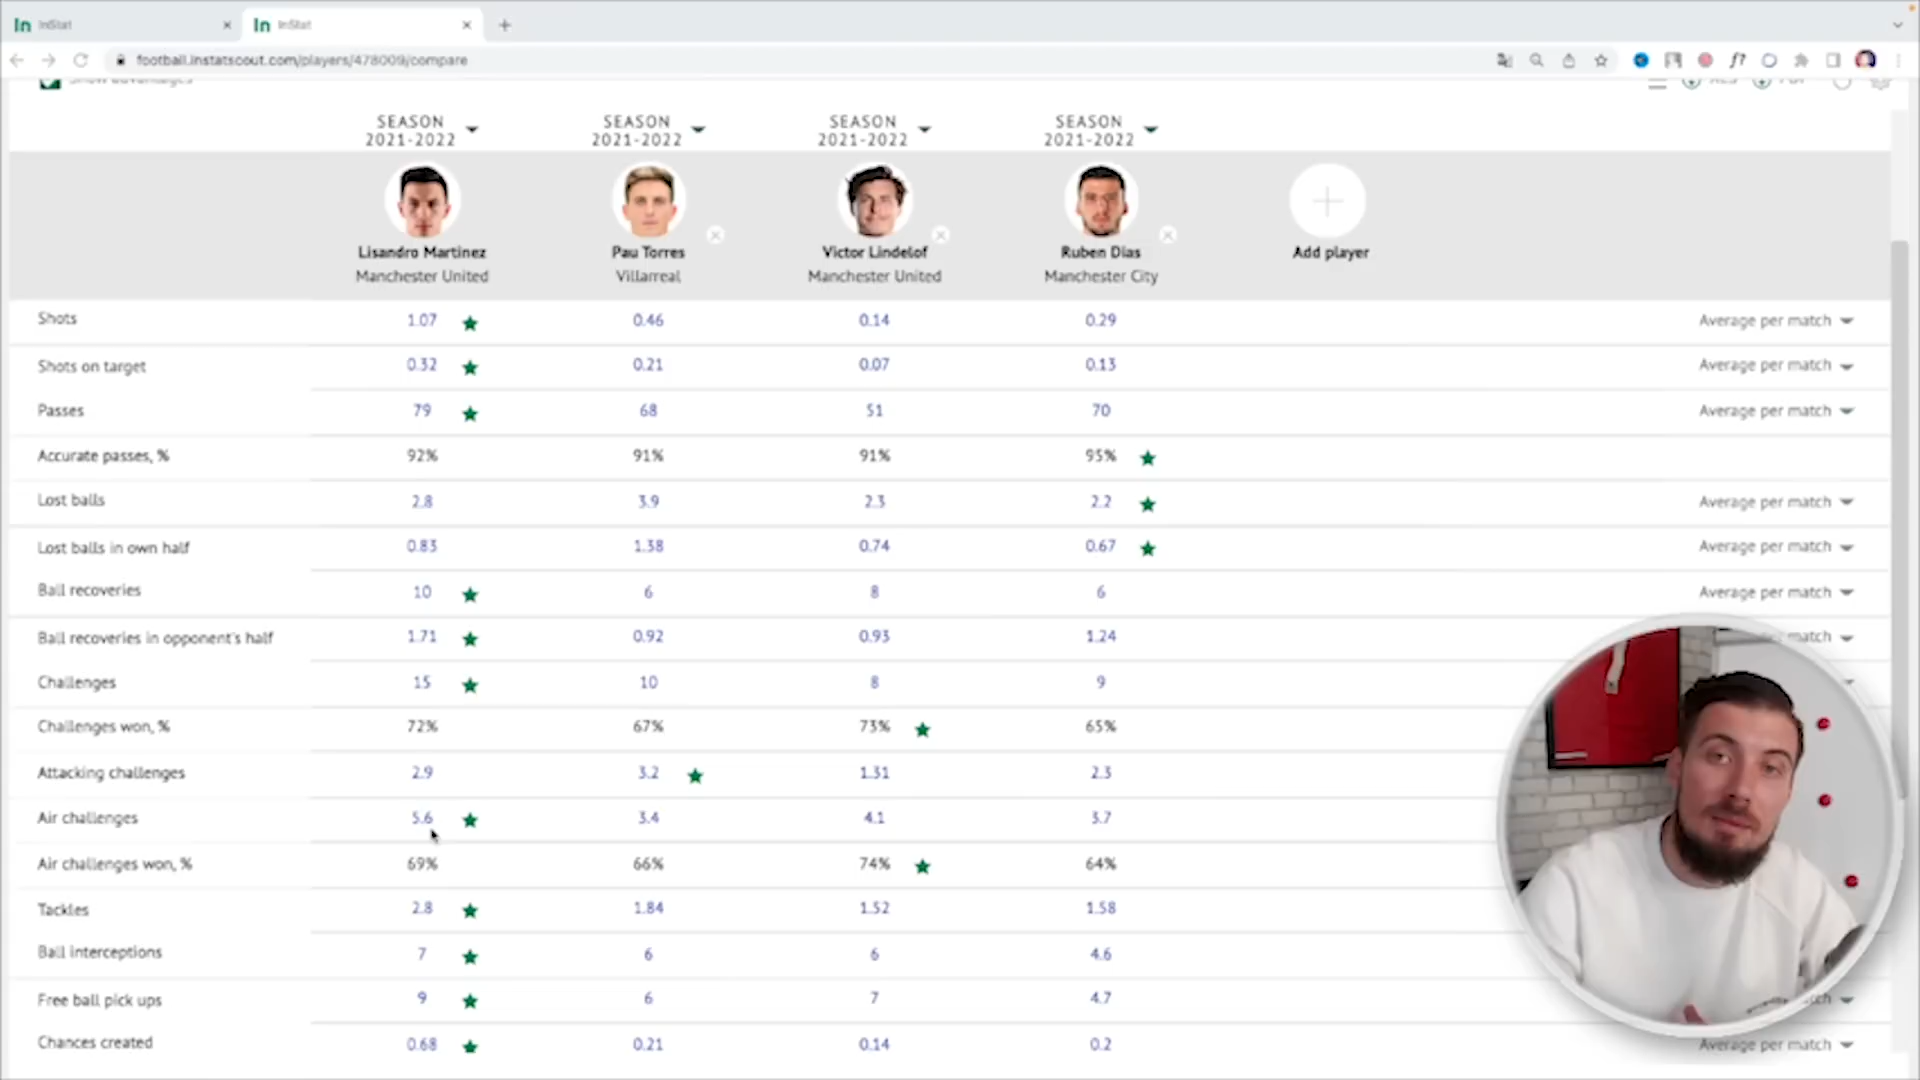 InStat
InStat
football.instatscout.com/players/478009/compare
Show advantages
SEASON 2021-2022 SEASON 2021-2022 SEASON 2021-2022 SEASON 2021-2022
Lisandro Martinez Pau Torres Victor Lindelof Ruben Dias Add player
Manchester United Villarreal Manchester United Manchester City
Shots 1.07 0.46 0.14 0.29 Average per match
Shots on target 0.32 0.21 0.07 0.13 Average per match
Passes 79 68 51 70 Average per match
Accurate passes, % 92% 91% 91% 95%
Lost balls 2.8 3.9 2.3 2.2 Average per match
Lost balls in own half 0.83 1.38 0.74 0.67 Average per match
Ball recoveries 10 6 8 6 Average per match
Ball recoveries in opponent's half 1.71 0.92 0.93 1.24 match
Challenges 15 10 8 9
Challenges won, % 72% 67% 73% 65%
Attacking challenges 2.9 3.2 1.31 2.3
Air challenges 5.6 3.4 4.1 3.7
Air challenges won, % 69% 66% 74% 64%
Tackles 2.8 1.84 1.52 1.58
Ball interceptions 7 6 6 4.6
Free ball pick ups 9 6 7 4.7
Chances created 0.68 0.21 0.14 0.2 Average per match